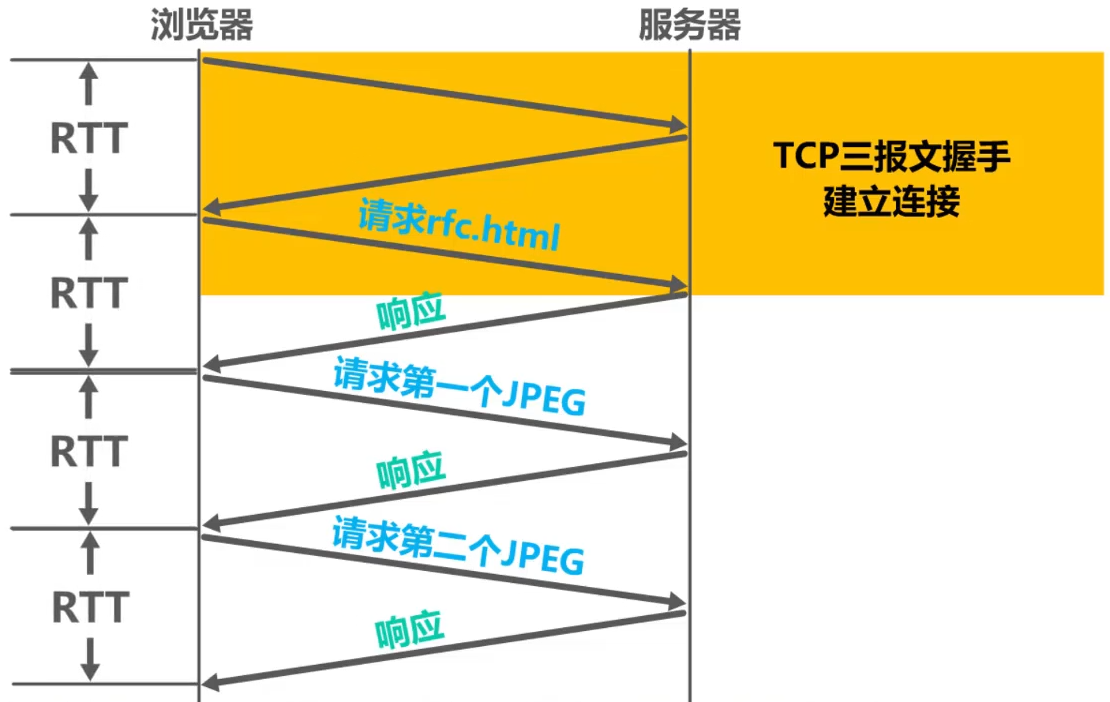 浏览器
服务器
RTT
TCP三报文握手
建立连接
请求rfc.html
RTT
响应
请求第一个JPEG
RTT
响应
请求第二个JPEG
RTT
响应